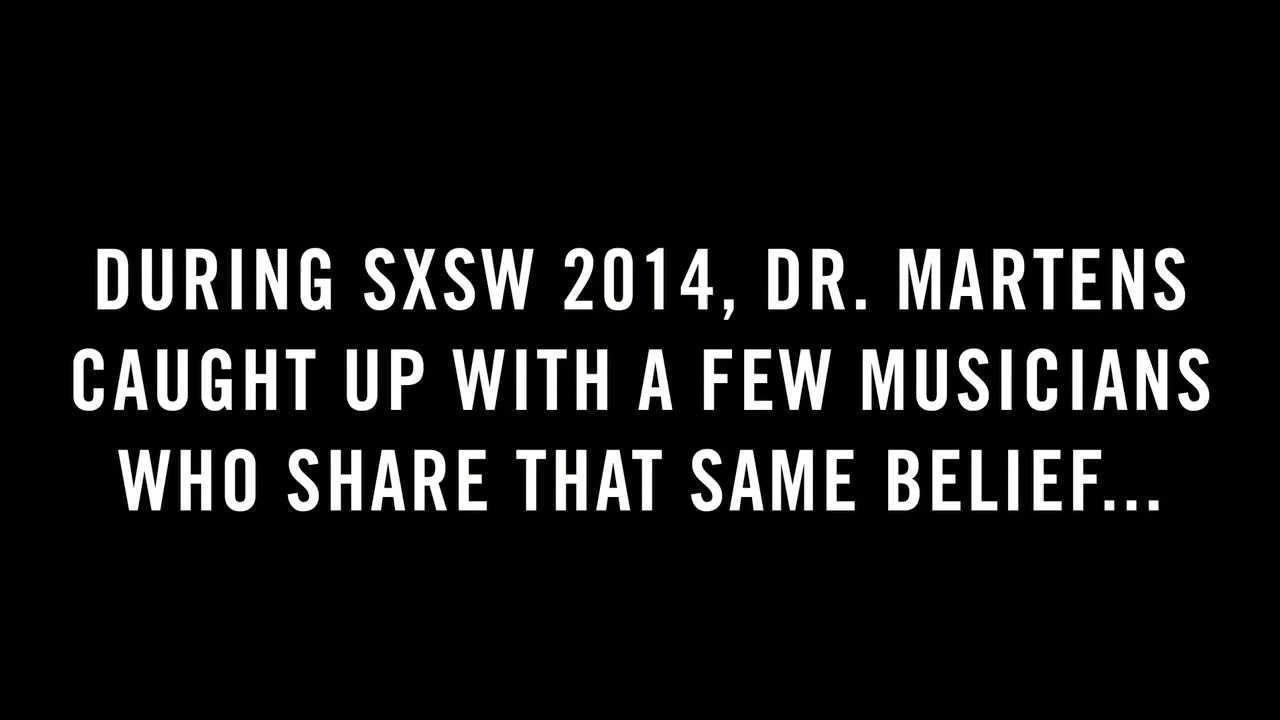 DURING SXSW 2014, DR. MARTENS
CAUGHT UP WITH A FEW MUSICIANS
WHO SHARE THAT SAME BELIEF...